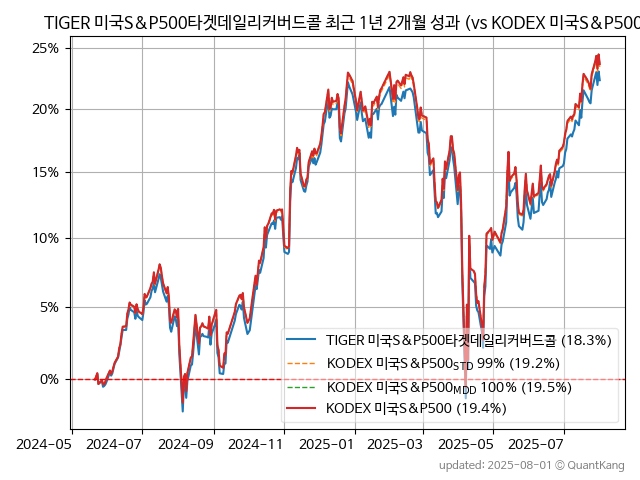 TIGER 미국S&P500타겟데일리커버드콜 최근 1년 2개월 성과 (vs KODEX 미국S&P500
25%
20%
15%
10%
5%
0%
TIGER 미국S&P500타겟데일리커버드콜 (18.3%)
KODEX 미국S&P500STD 99% (19.2%)
KODEX 미국S&P500MDD 100% (19.5%)
KODEX 미국S&P500 (19.4%)
2024-05 2024-07 2024-09 2024-11 2025-01 2025-03 2025-05 2025-07
updated: 2025-08-01 © QuantKang